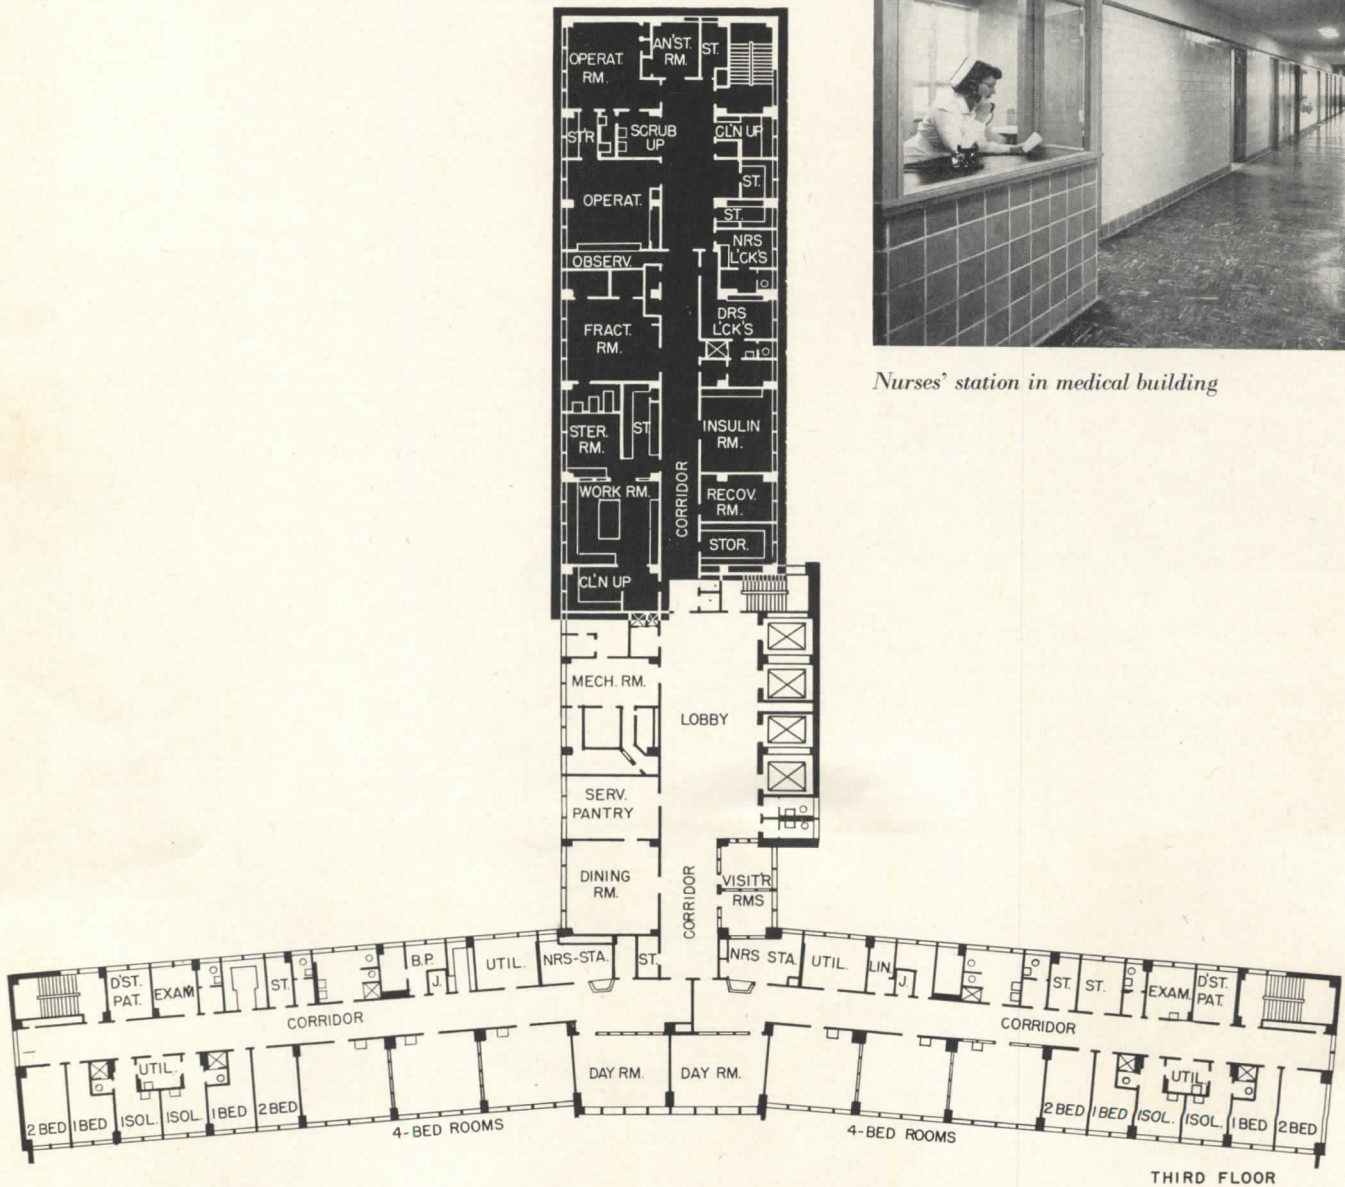 OPERAT.
RM.
AN'ST.
RM.
ST.
ST'R
SCRUB
UP
CL'N UP
OPERAT.
ST.
ST.
NRS
L'CK'S
OBSERV.
DRS
L'CK'S
FRACT.
RM.
STER.
RM.
ST.
INSULIN
RM.
WORK RM.
CORRIDOR
RECOV.
RM.
STOR.
CL'N UP
Nurses' station in medical building
MECH. RM.
LOBBY
SERV.
PANTRY
DINING
RM.
CORRIDOR
VISIT'R
RMS
D'ST.
PAT.
EXAM
ST.
B.P.
J.
UTIL.
NRS-STA.
ST.
NRS STA.
UTIL.
LIN.
J.
ST.
ST.
EXAM.
D'ST.
PAT.
CORRIDOR
CORRIDOR
UTIL.
DAY RM.
DAY RM.
UTIL.
2 BED
1 BED
ISOL.
ISOL.
1 BED
2 BED
4-BED ROOMS
4-BED ROOMS
2 BED
1 BED
ISOL.
ISOL.
1 BED
2 BED
THIRD FLOOR